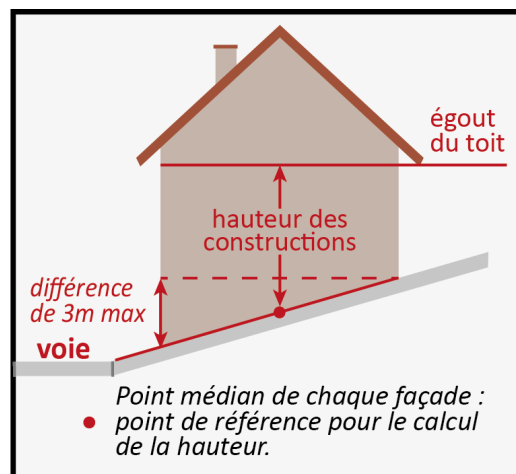 égout
du toit
hauteur des
constructions
différence
de 3m max
voie
Point médian de chaque façade :
point de référence pour le calcul
de la hauteur.